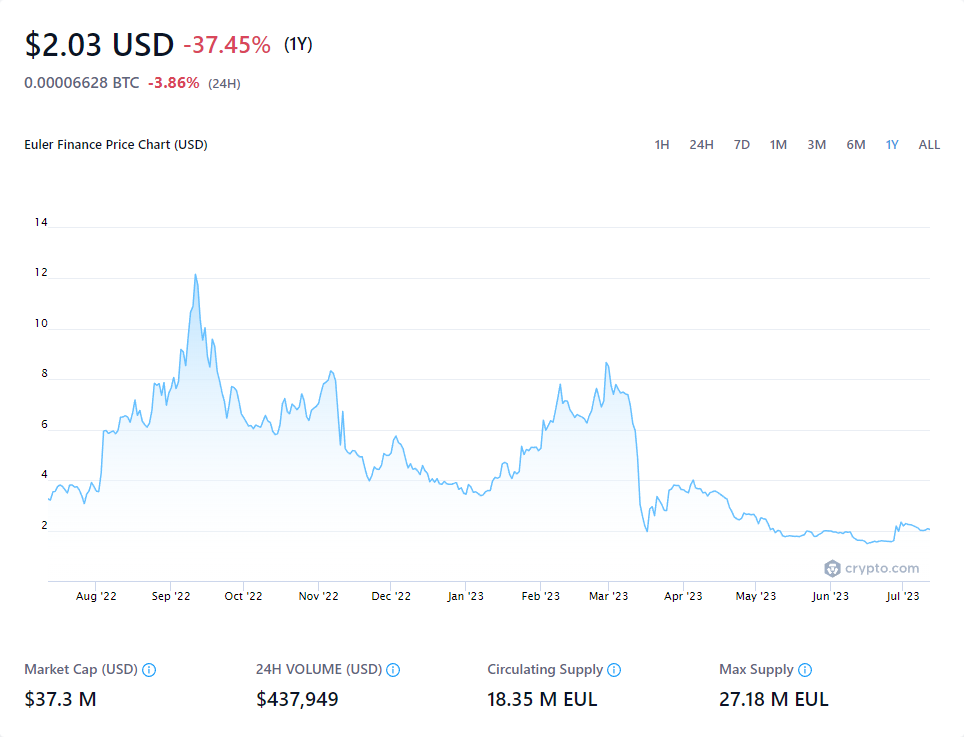 $2.03 USD -37.45% (1Y)
0.00006628 BTC -3.86% (24H)
Euler Finance Price Chart (USD)
1H 24H 7D 1M 3M 6M 1Y ALL
14
12
10
8
6
4
2
crypto.com
Aug '22 Sep '22 Oct '22 Nov '22 Dec '22 Jan '23 Feb '23 Mar '23 Apr '23 May '23 Jun '23 Jul '23
Market Cap (USD) 24H VOLUME (USD) Circulating Supply Max Supply
$37.3 M $437,949 18.35 M EUL 27.18 M EUL